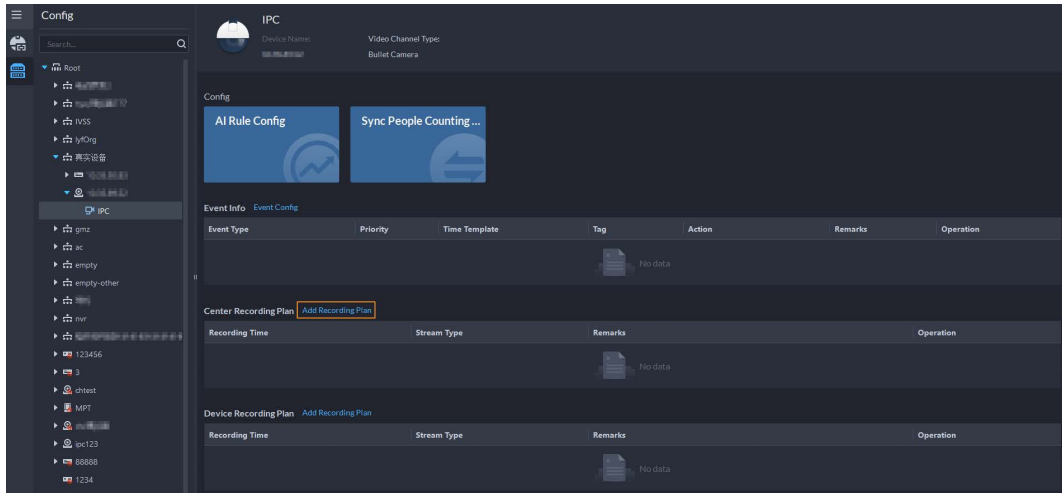 Config
Search...
Root
IVSS
lyfOrg
真实设备
IPC
gmz
ac
empty
empty-other
nvr
123456
3
chtest
MPT
ipc123
88888
1234
IPC
Device Name:
Video Channel Type:
Bullet Camera
Config
AI Rule Config
Sync People Counting ...
Event Info Event Config
Event Type Priority Time Template Tag Action Remarks Operation
No data
Center Recording Plan Add Recording Plan
Recording Time Stream Type Remarks Operation
No data
Device Recording Plan Add Recording Plan
Recording Time Stream Type Remarks Operation
No data